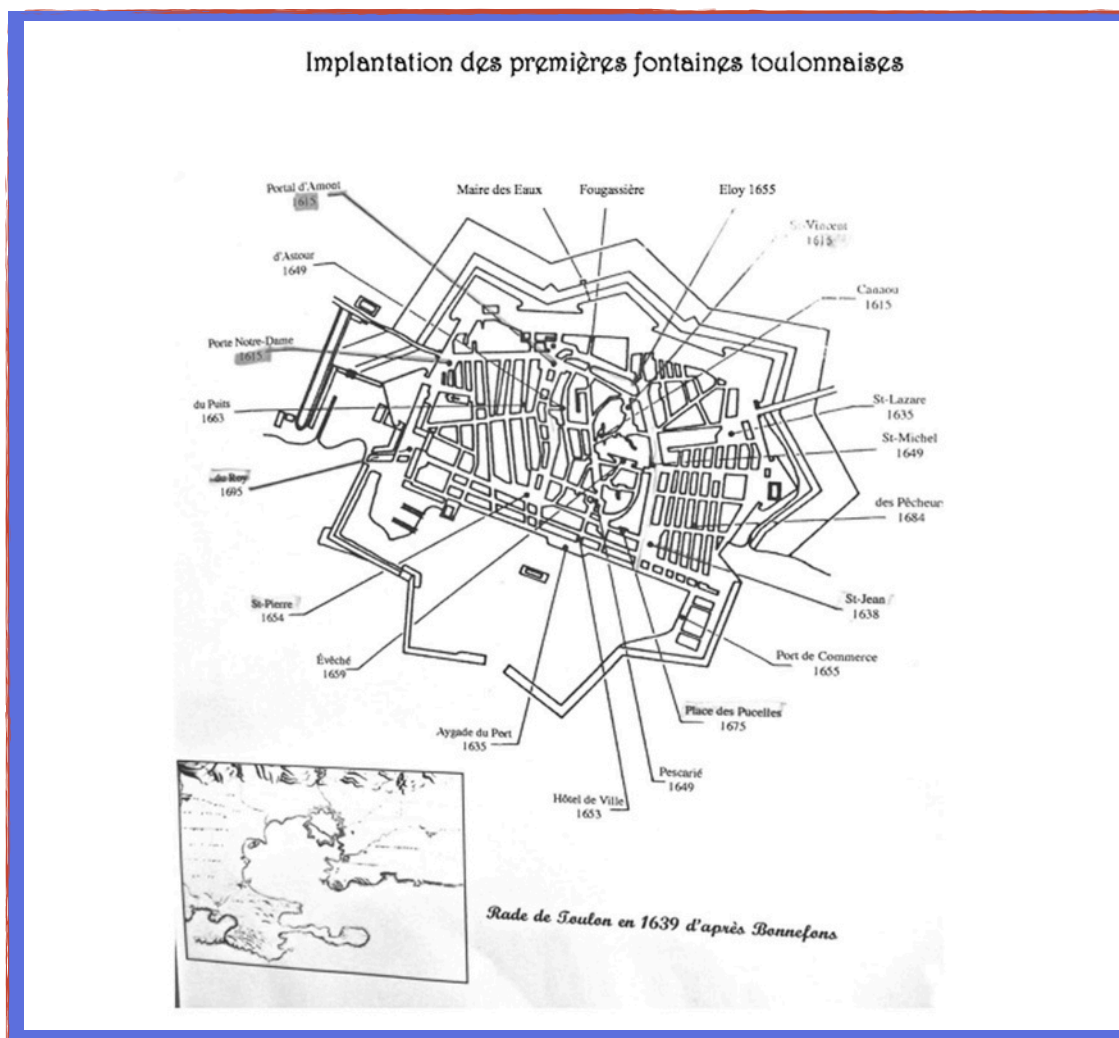 Implantation des premières fontaines toulonnaises
Portal d'Amont
1615
Maire des Eaux
Fougassière
Eloy 1655
St-Vincent
1615
d'Astour
1649
Canaou
1615
Porte Notre-Dame
1615
du Puits
1663
St-Lazare
1635
St-Michel
1649
du Roy
1695
des Pêcheurs
1684
St-Pierre
1654
St-Jean
1638
Évêché
1659
Port de Commerce
1655
Place des Pucelles
1675
Aygade du Port
1635
Pescarié
1649
Hôtel de Ville
1653
Rade de Toulon en 1639 d'après Bonnefons